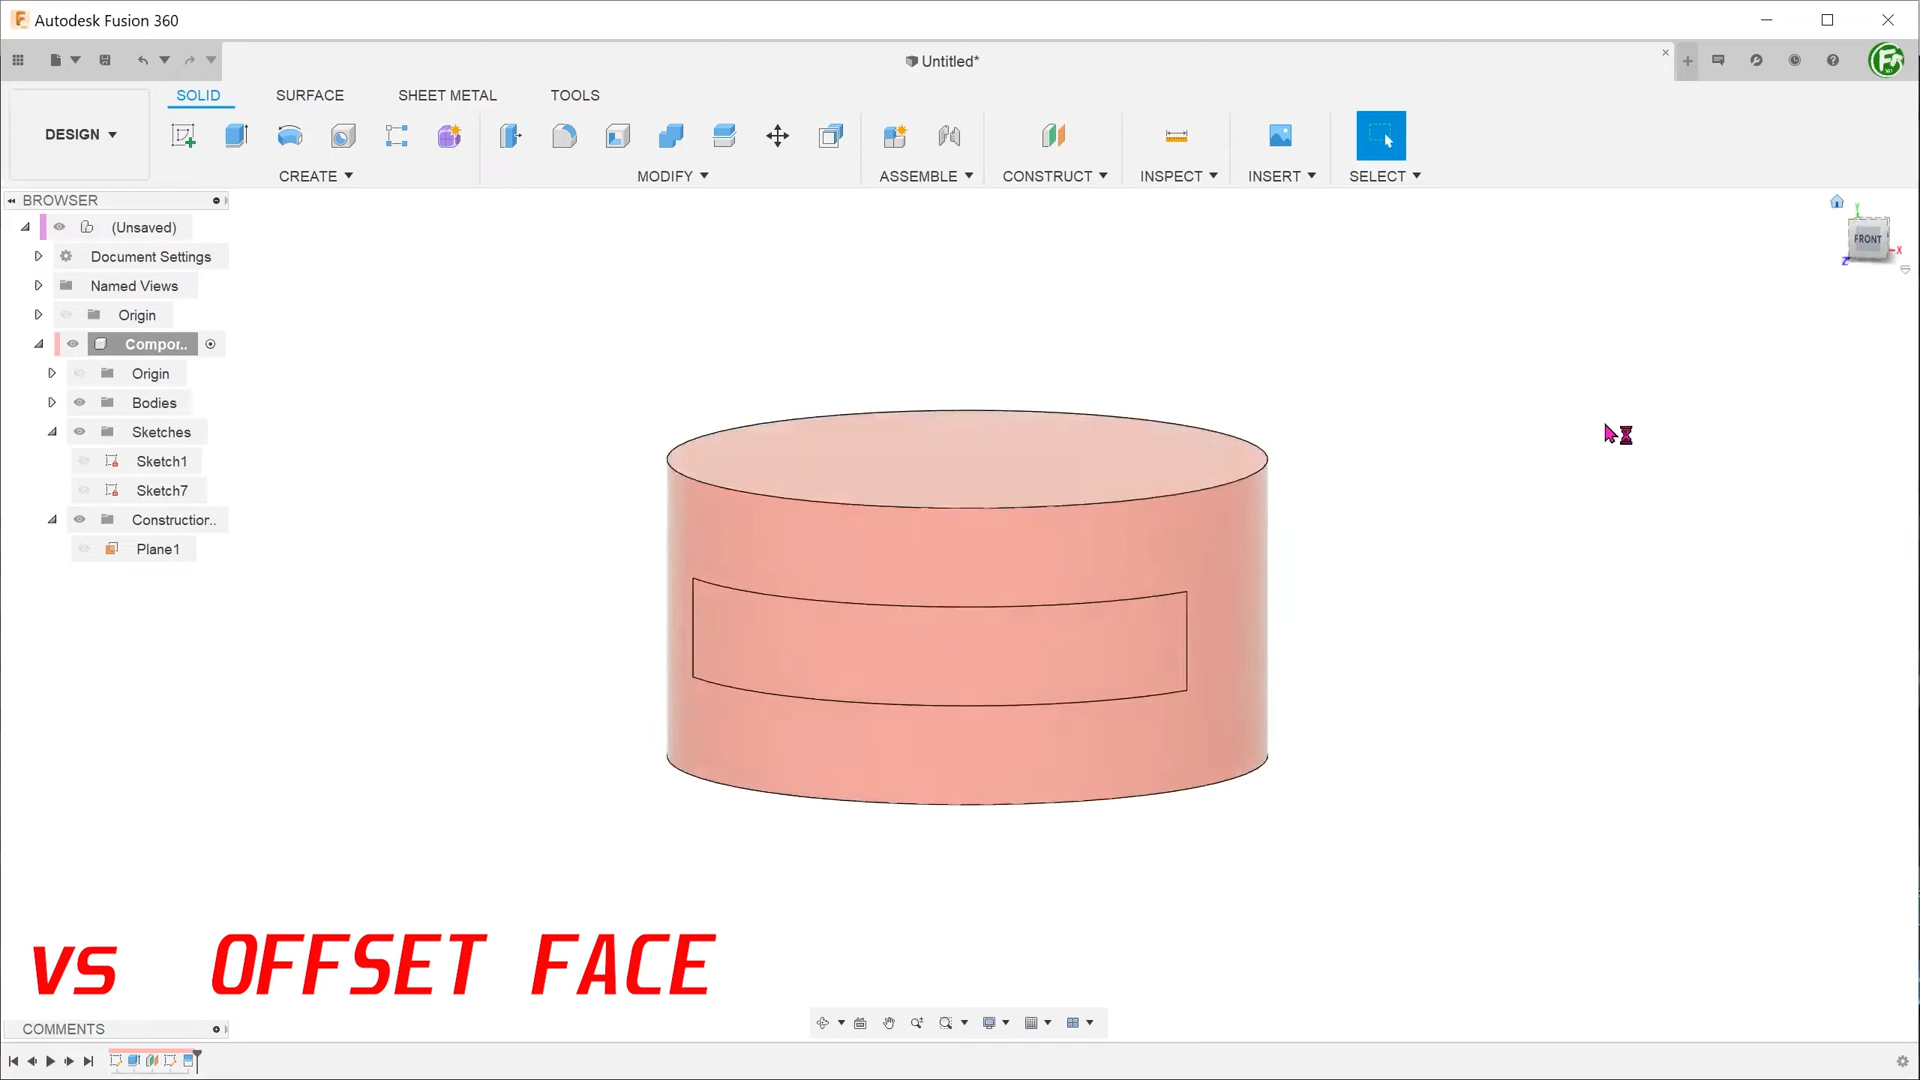 Autodesk Fusion 360
Untitled*
SOLID SURFACE SHEET METAL TOOLS
DESIGN
CREATE MODIFY ASSEMBLE CONSTRUCT INSPECT INSERT SELECT
BROWSER
(Unsaved)
Document Settings
Named Views
Origin
Compor..
Origin
Bodies
Sketches
Sketch1
Sketch7
Constructior..
Plane1
Y
FRONT
X
Z
vs OFFSET FACE
COMMENTS